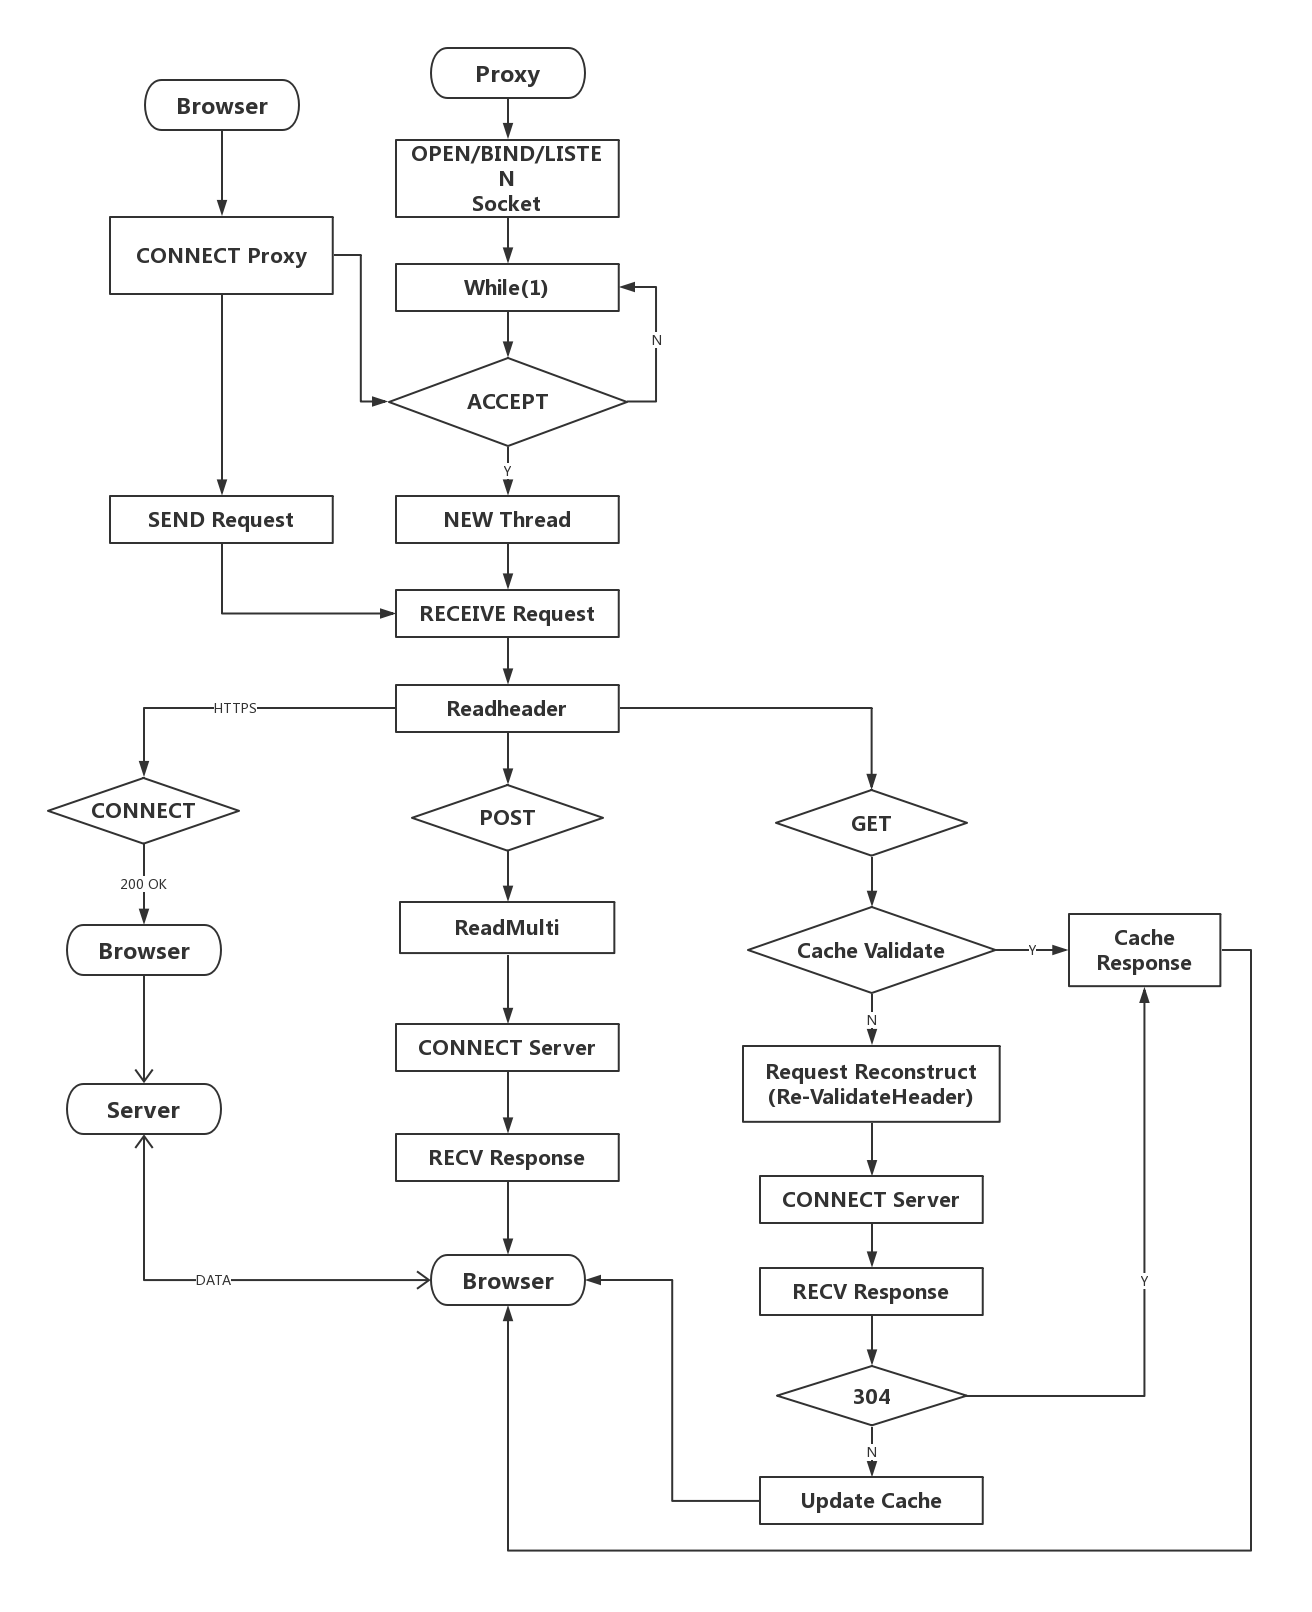 Proxy
Browser
OPEN/BIND/LISTE
N
Socket
CONNECT Proxy
While(1)
N
ACCEPT
Y
SEND Request
NEW Thread
RECEIVE Request
HTTPS
Readheader
CONNECT
POST
GET
200 OK
Browser
ReadMulti
Cache Validate
Y
Cache
Response
N
CONNECT Server
Request Reconstruct
(Re-ValidateHeader)
Server
RECV Response
CONNECT Server
DATA
Browser
RECV Response
Y
304
N
Update Cache